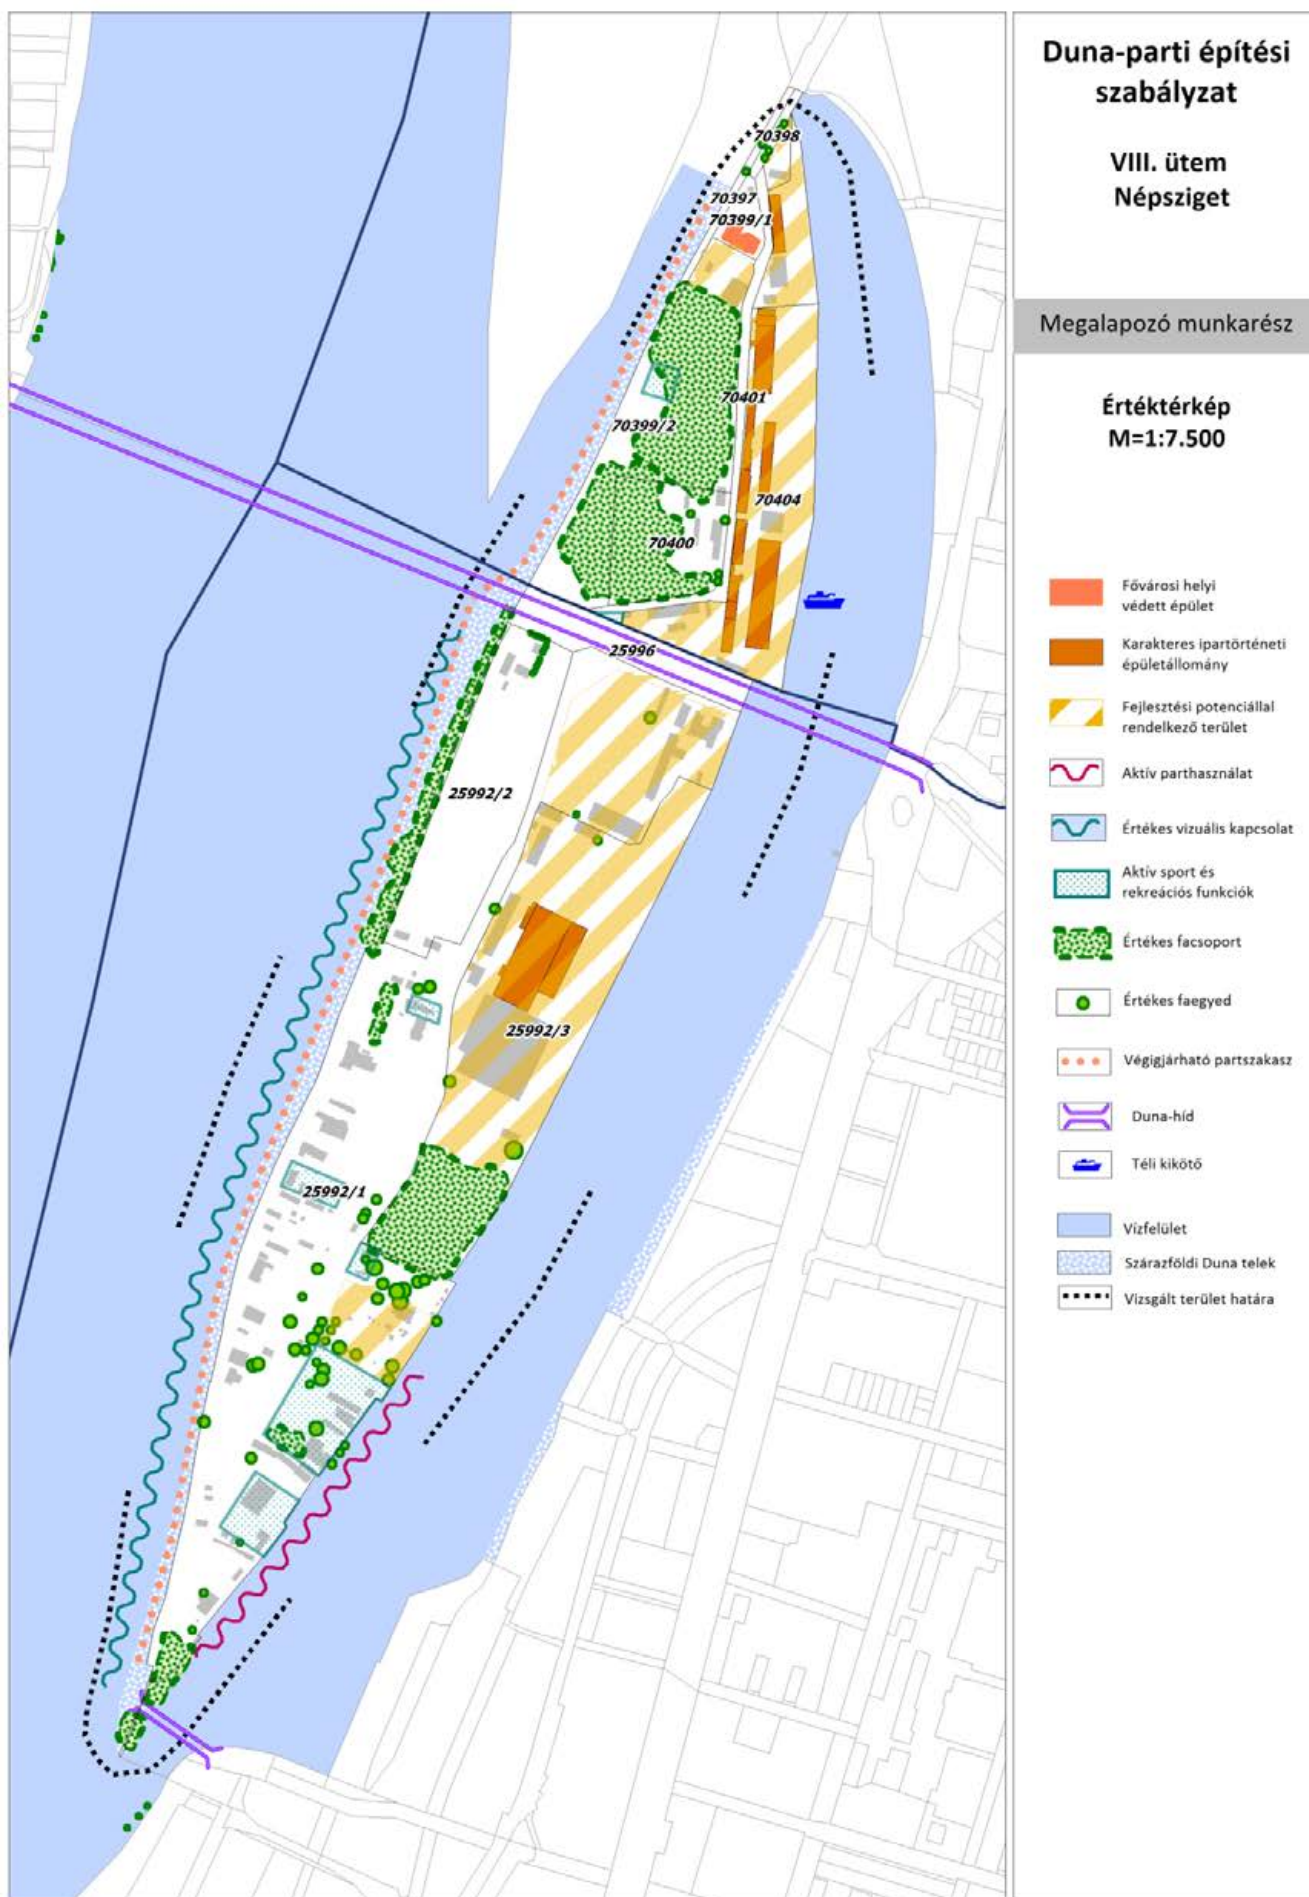 Duna-parti építési
szabályzat
VIII. ütem
Népsziget
Megalapozó munkarész
Értéktérkép
M=1:7.500
Fővárosi helyi
védett épület
Karakteres ipartörténeti
épületállomány
Fejlesztési potenciállal
rendelkező terület
Aktív parthasználat
Értékes vizuális kapcsolat
Aktív sport és
rekreációs funkciók
Értékes facsoport
Értékes faegyed
Végigjárható partszakasz
Duna-híd
Téli kikötő
Vízfelület
Szárazföldi Duna telek
Vizsgált terület határa
70398
70397
70399/1
70401
70399/2
70404
70400
25996
25992/2
25992/3
25992/1